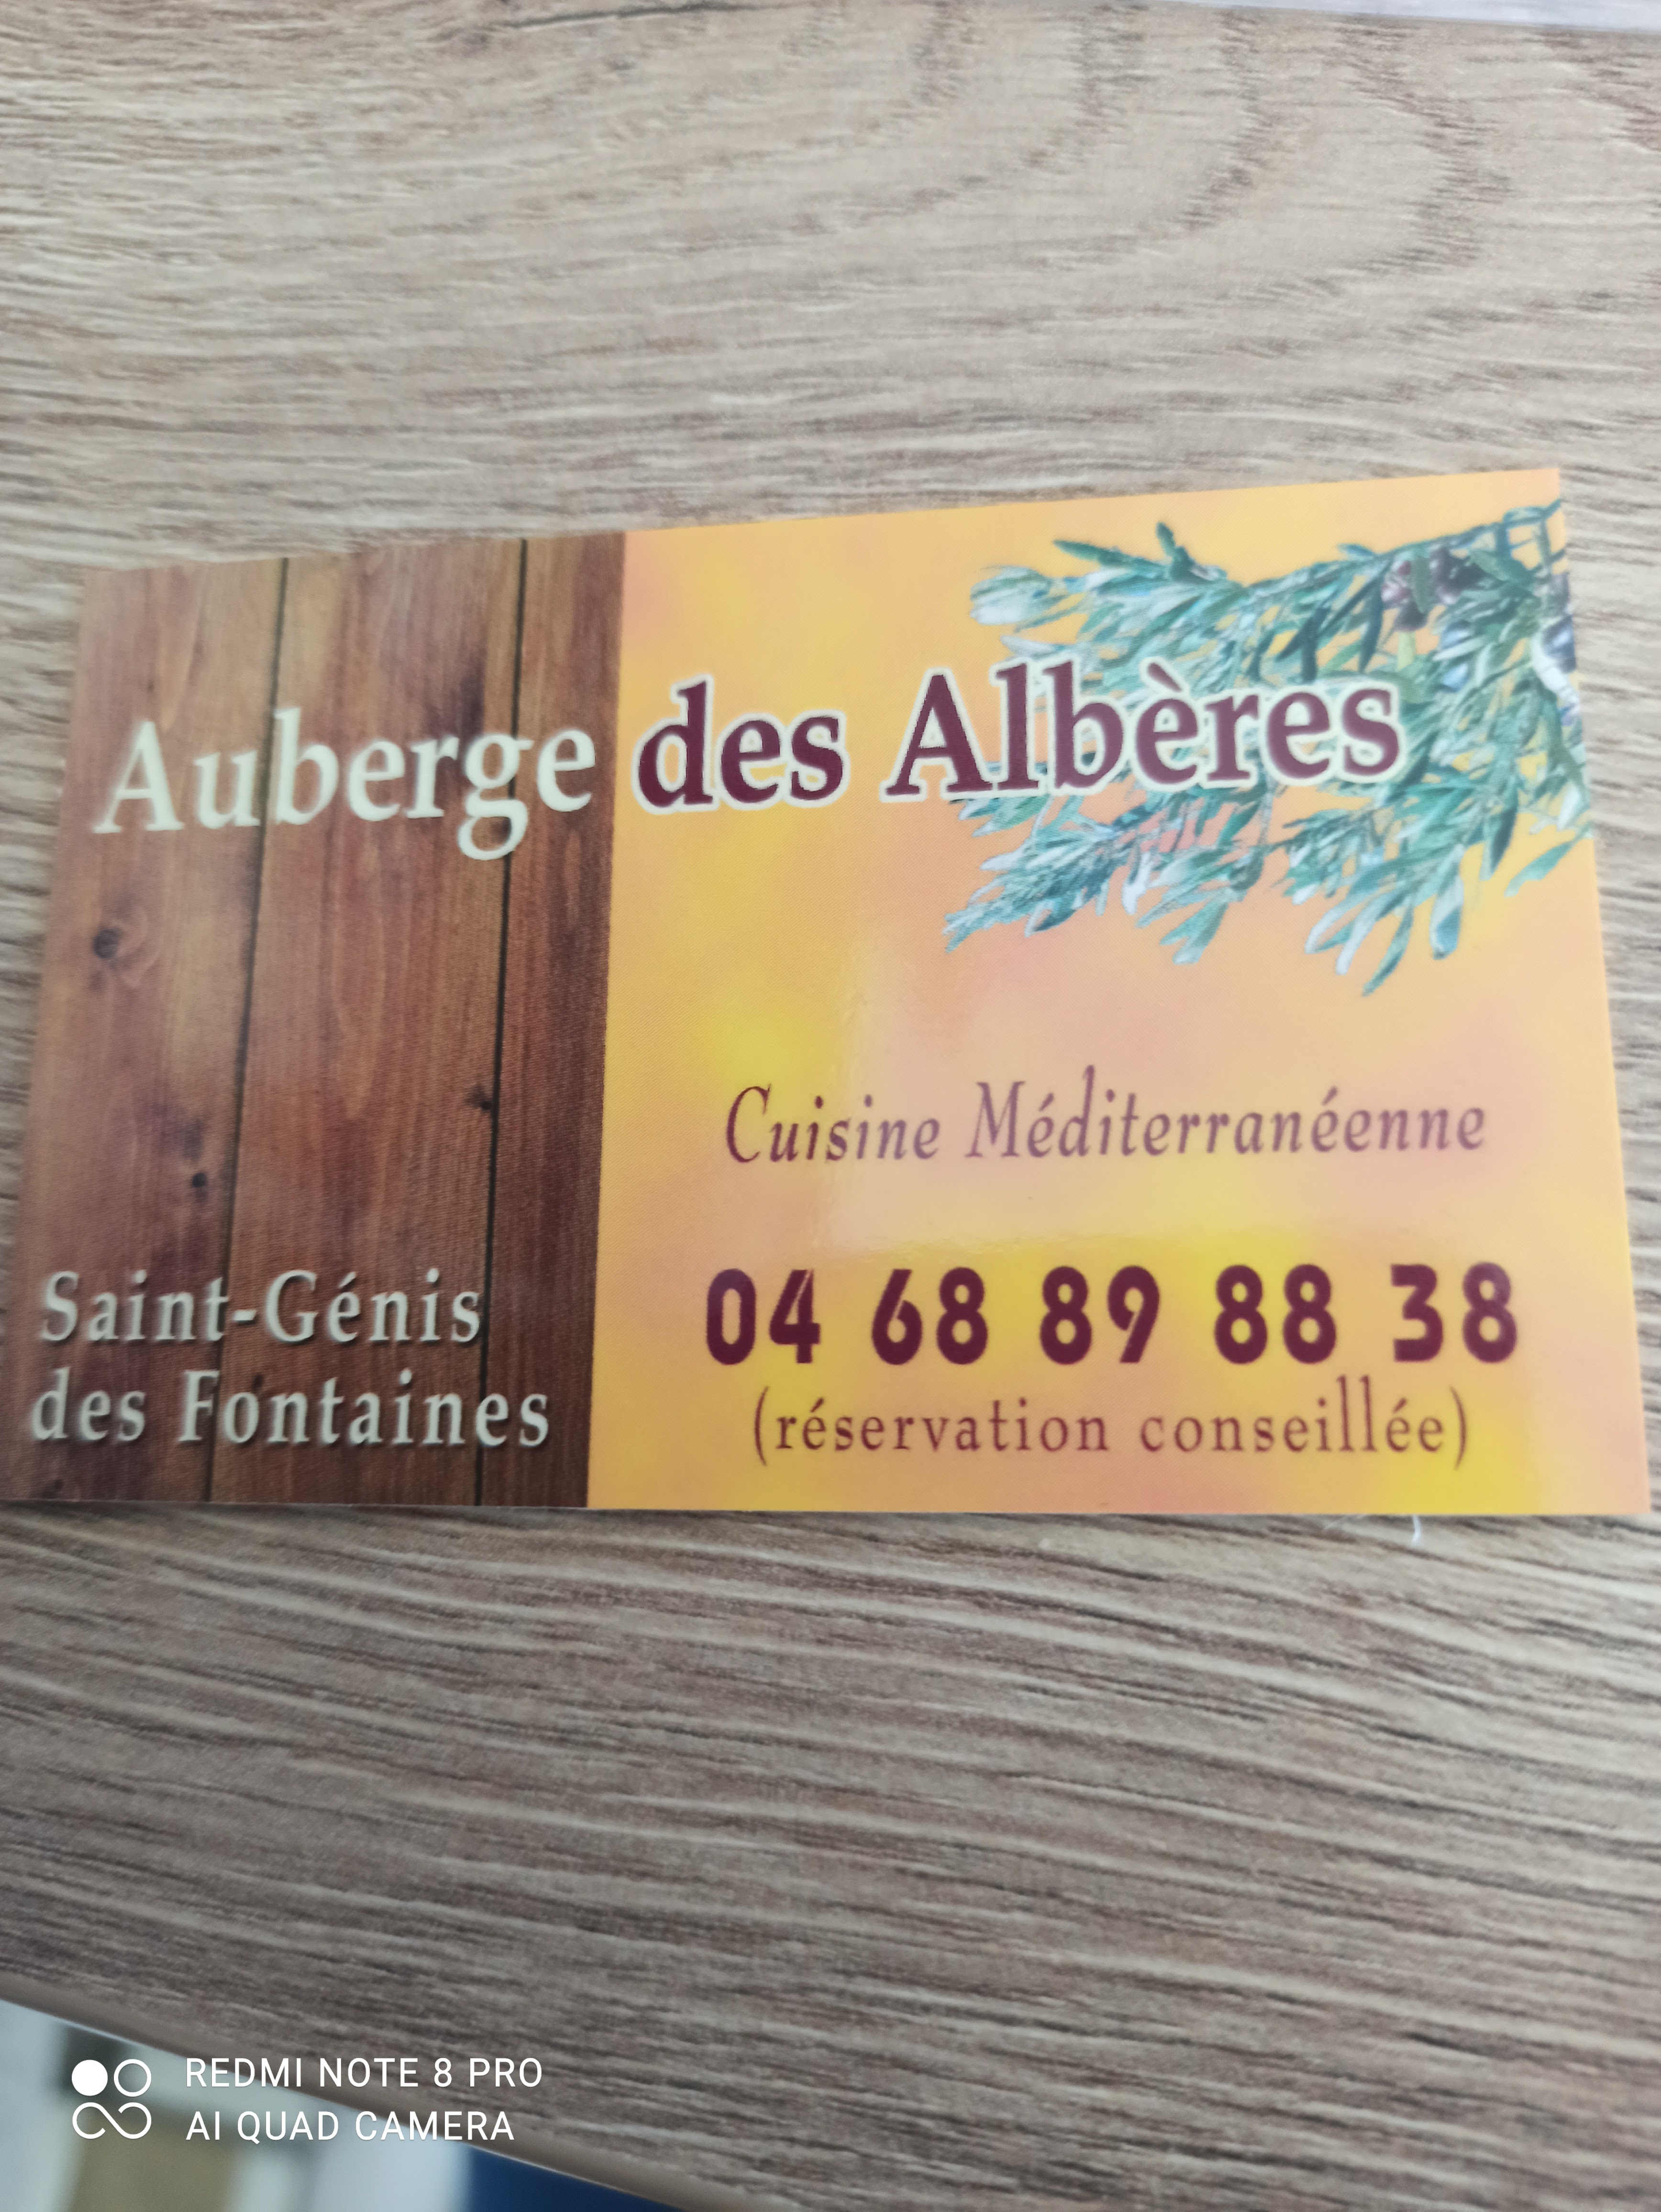 Auberge des Albères
Cuisine Méditerranéenne
Saint-Génis
des Fontaines
04 68 89 88 38
(réservation conseillée)
REDMI NOTE 8 PRO
AI QUAD CAMERA